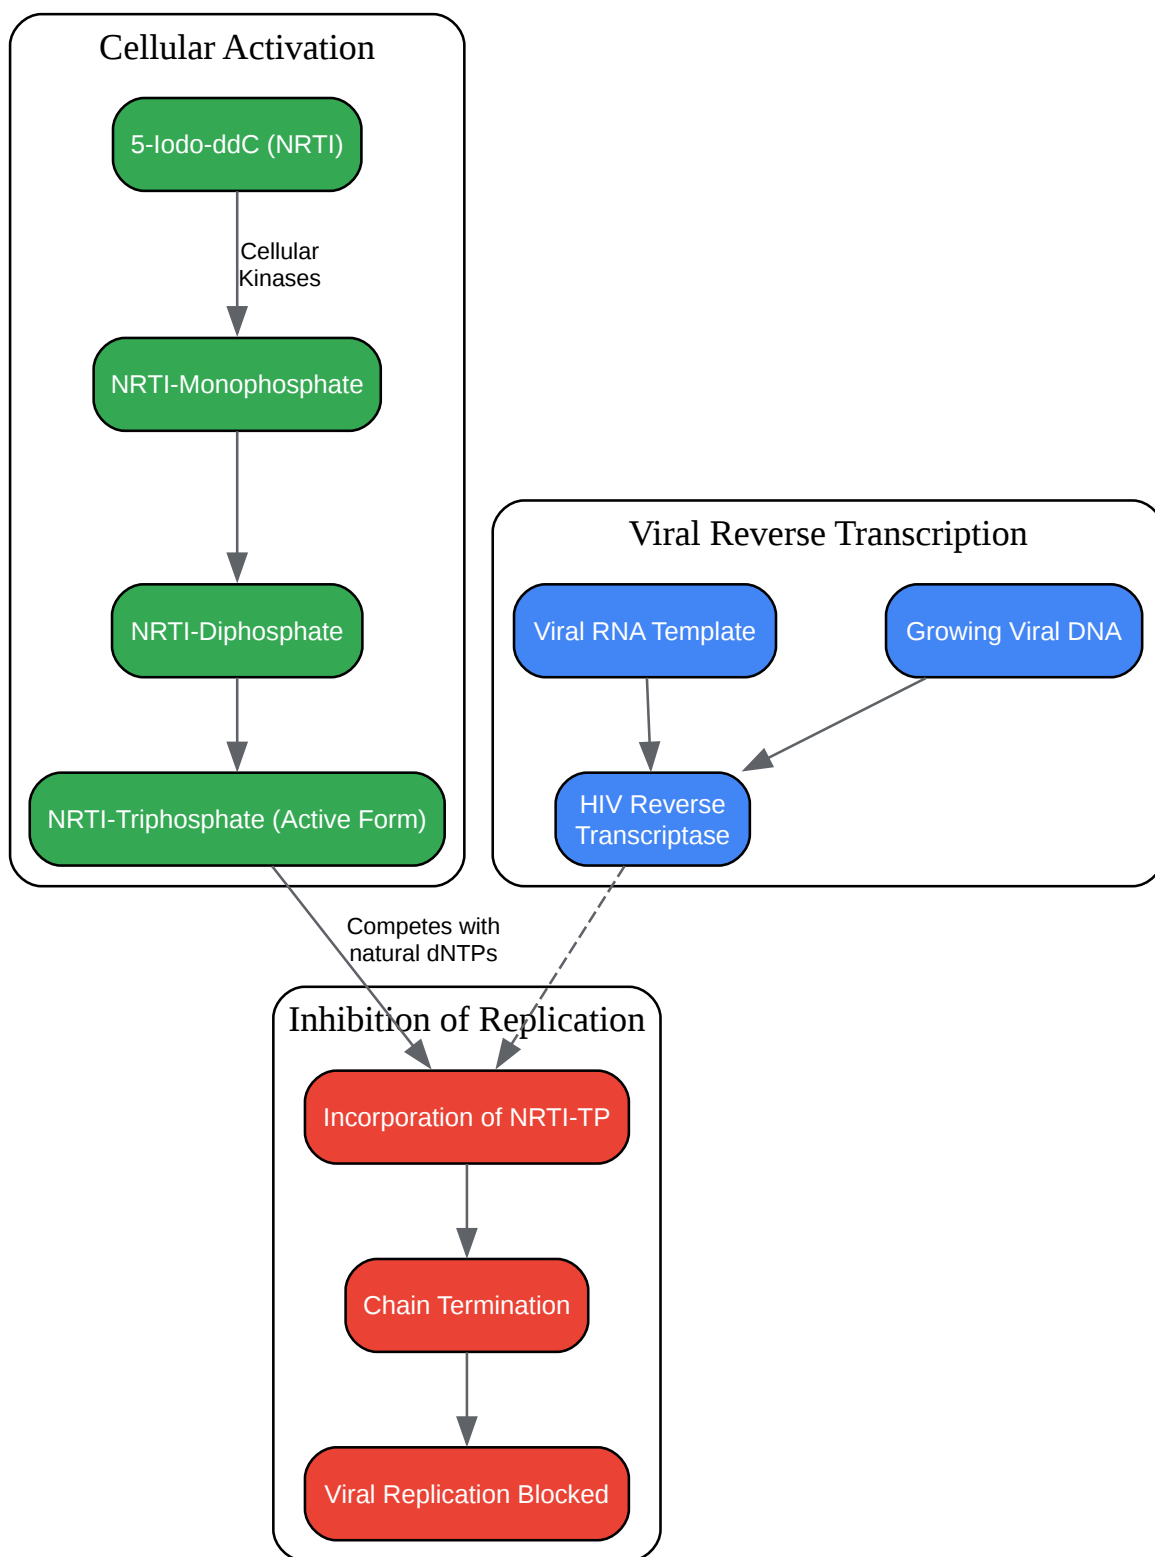 Cellular Activation
5-Iodo-ddC (NRTI)
Cellular
Kinases
NRTI-Monophosphate
NRTI-Diphosphate
NRTI-Triphosphate (Active Form)
Viral Reverse Transcription
Viral RNA Template
Growing Viral DNA
HIV Reverse
Transcriptase
Competes with
natural dNTPs
Inhibition of Replication
Incorporation of NRTI-TP
Chain Termination
Viral Replication Blocked